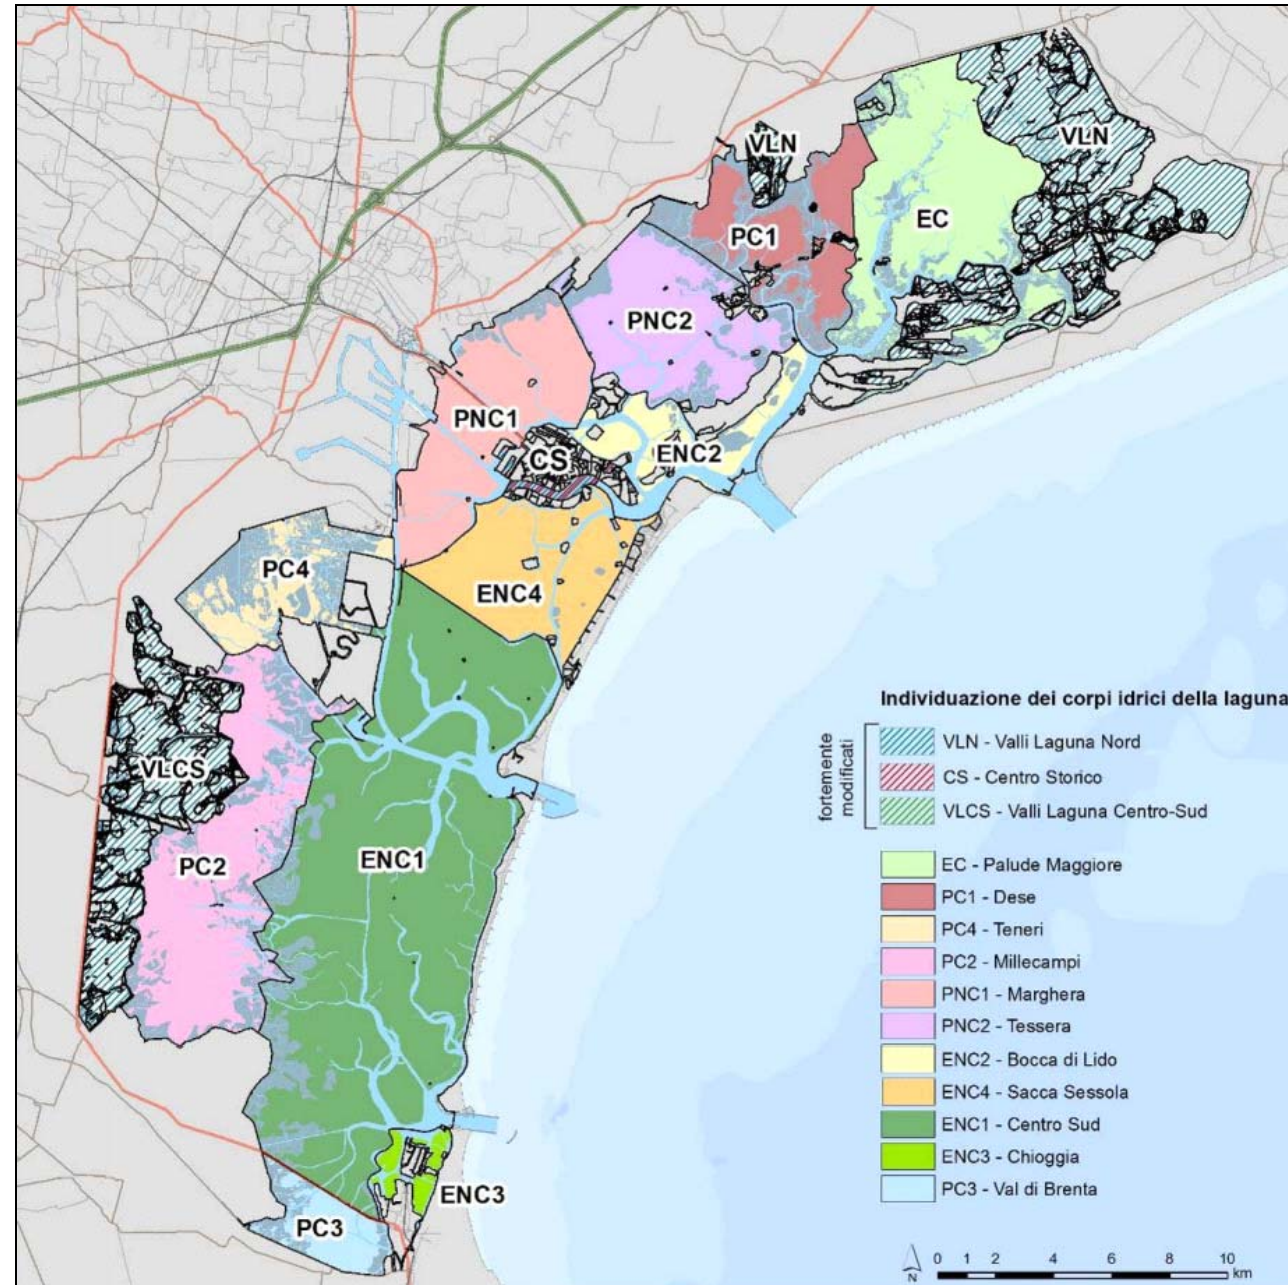 VLN
VLN
EC
PC1
PNC2
PNC1
CS
ENC2
PC4
ENC4
VLCS
PC2
ENC1
ENC3
PC3
Individuazione dei corpi idrici della laguna
fortemente
modificati
VLN - Valli Laguna Nord
CS - Centro Storico
VLCS - Valli Laguna Centro-Sud
EC - Palude Maggiore
PC1 - Dese
PC4 - Teneri
PC2 - Millecampi
PNC1 - Marghera
PNC2 - Tessera
ENC2 - Bocca di Lido
ENC4 - Sacca Sessola
ENC1 - Centro Sud
ENC3 - Chioggia
PC3 - Val di Brenta
N
0 1 2 4 6 8 10
km